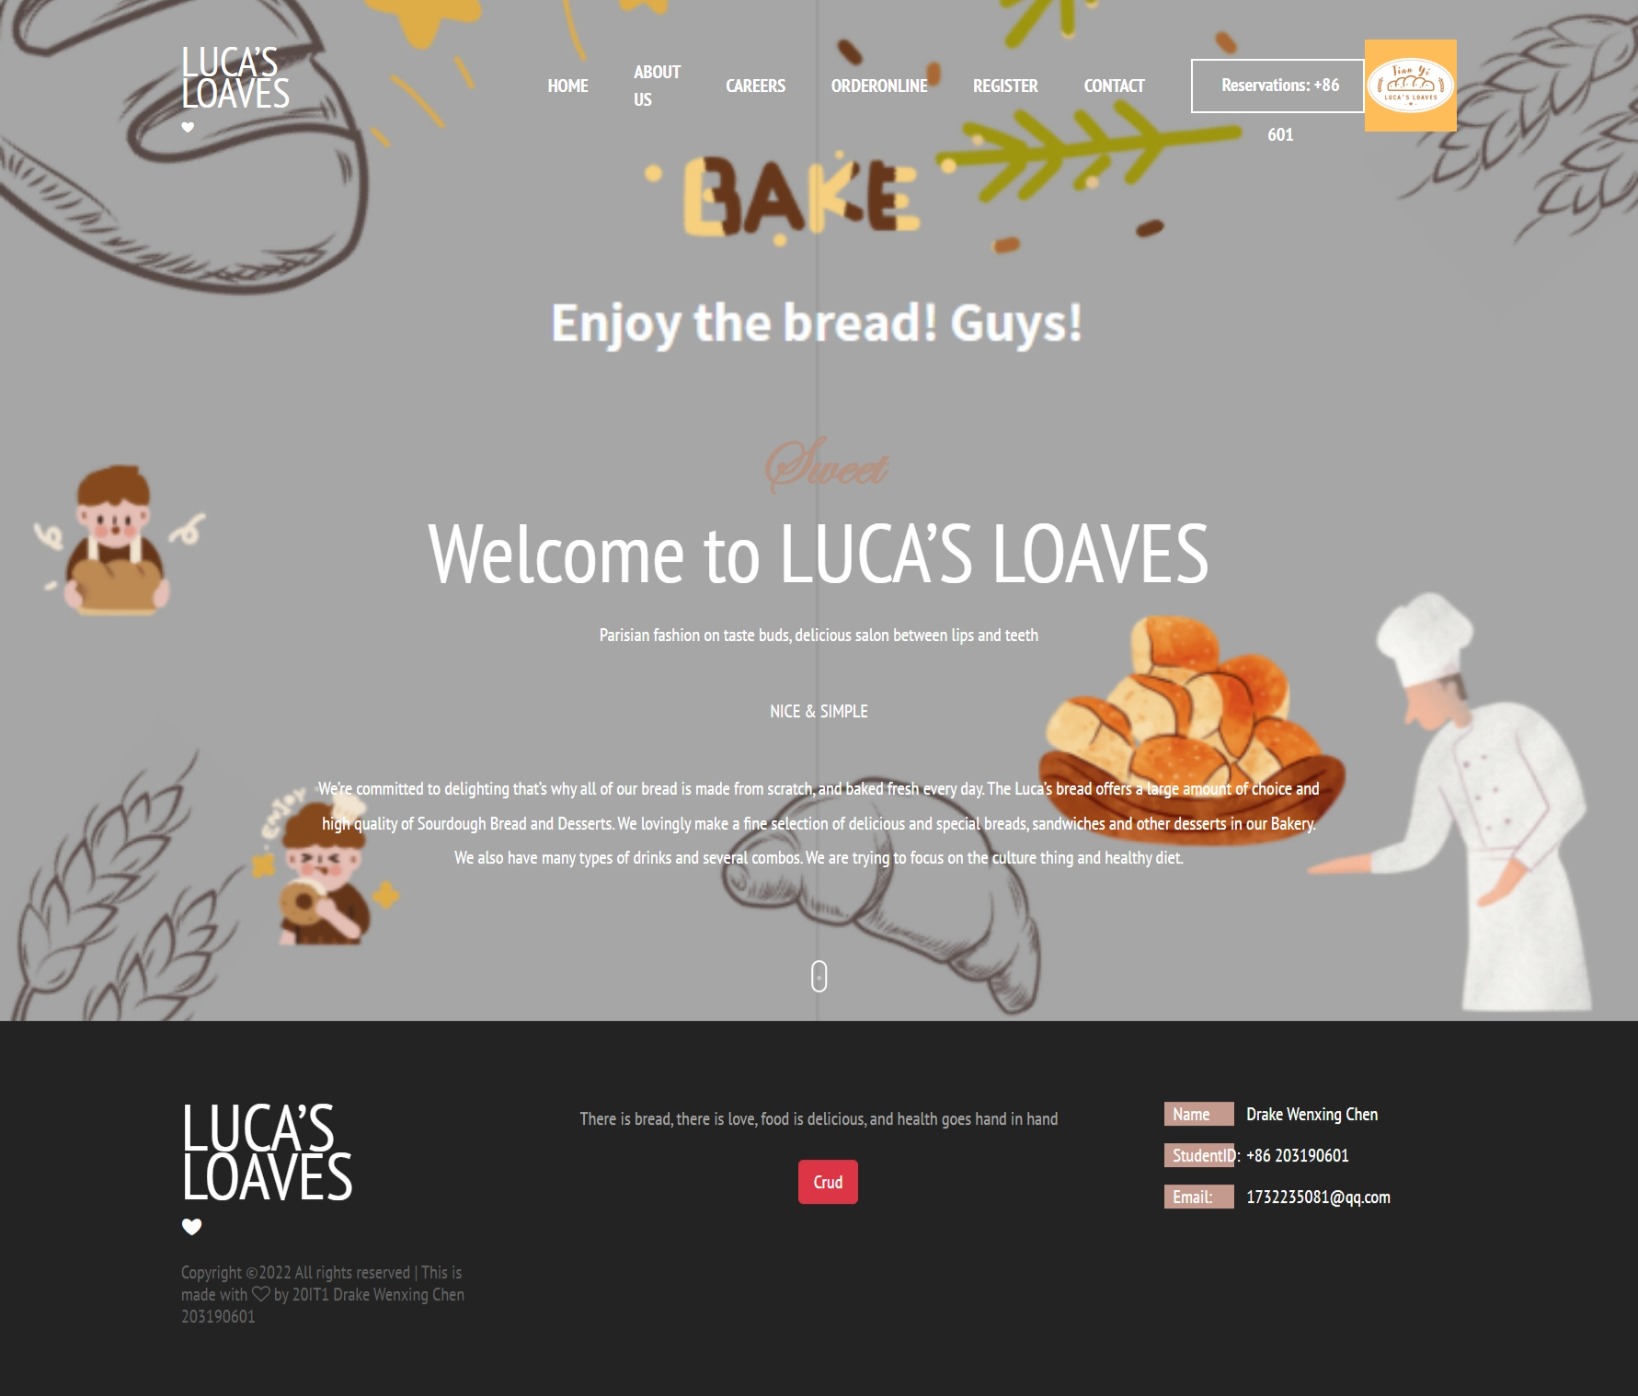 LUCA'S
LOAVES
HOME
ABOUT
US
CAREERS
ORDERONLINE
REGISTER
CONTACT
Reservations: +86
601
Tian Yi
LUCA'S LOAVES
BAKE
Enjoy the bread! Guys!
Sweet
Welcome to LUCA'S LOAVES
Parisian fashion on taste buds, delicious salon between lips and teeth
NICE & SIMPLE
We're committed to delighting that's why all of our bread is made from scratch, and baked fresh every day. The Luca's bread offers a large amount of choice and
high quality of Sourdough Bread and Desserts. We lovingly make a fine selection of delicious and special breads, sandwiches and other desserts in our Bakery.
We also have many types of drinks and several combos. We are trying to focus on the culture thing and healthy diet.
Enjoy
LUCA'S
LOAVES
Copyright ©2022 All rights reserved | This is
made with ♡ by 20IT1 Drake Wenxing Chen
203190601
There is bread, there is love, food is delicious, and health goes hand in hand
Crud
Name Drake Wenxing Chen
StudentID: +86 203190601
Email: 1732235081@qq.com